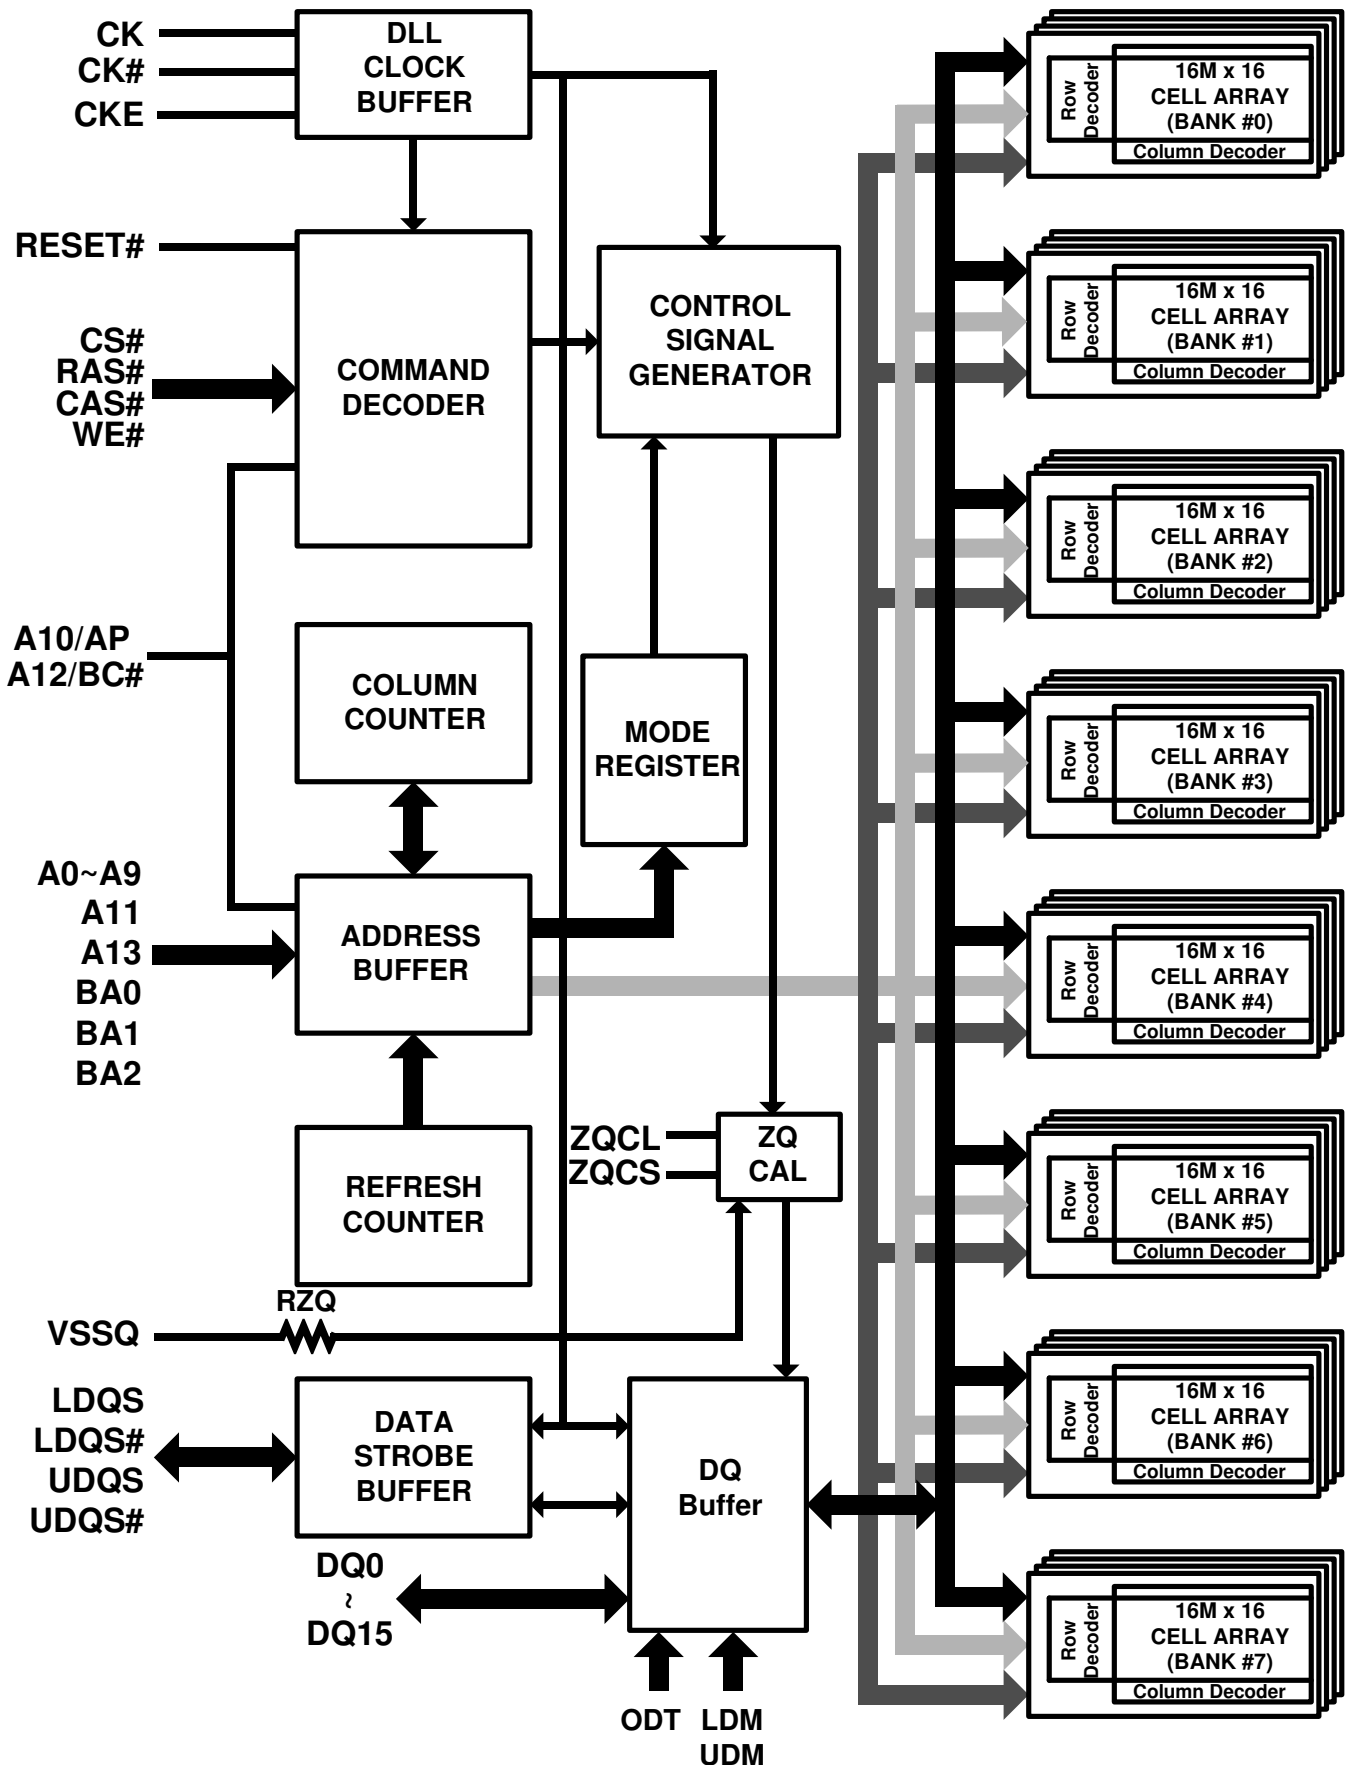 CK
CK#
CKE
DLL
CLOCK
BUFFER
RESET#
CS#
RAS#
CAS#
WE#
COMMAND
DECODER
CONTROL
SIGNAL
GENERATOR
A10/AP
A12/BC#
COLUMN
COUNTER
MODE
REGISTER
A0~A9
A11
A13
BA0
BA1
BA2
ADDRESS
BUFFER
REFRESH
COUNTER
ZQCL
ZQCS
ZQ
CAL
RZQ
VSSQ
LDQS
LDQS#
UDQS
UDQS#
DATA
STROBE
BUFFER
DQ
Buffer
DQ0
~
DQ15
ODT
LDM
UDM
Row
Decoder
16M x 16
CELL ARRAY
(BANK #0)
Column Decoder
Row
Decoder
16M x 16
CELL ARRAY
(BANK #1)
Column Decoder
Row
Decoder
16M x 16
CELL ARRAY
(BANK #2)
Column Decoder
Row
Decoder
16M x 16
CELL ARRAY
(BANK #3)
Column Decoder
Row
Decoder
16M x 16
CELL ARRAY
(BANK #4)
Column Decoder
Row
Decoder
16M x 16
CELL ARRAY
(BANK #5)
Column Decoder
Row
Decoder
16M x 16
CELL ARRAY
(BANK #6)
Column Decoder
Row
Decoder
16M x 16
CELL ARRAY
(BANK #7)
Column Decoder